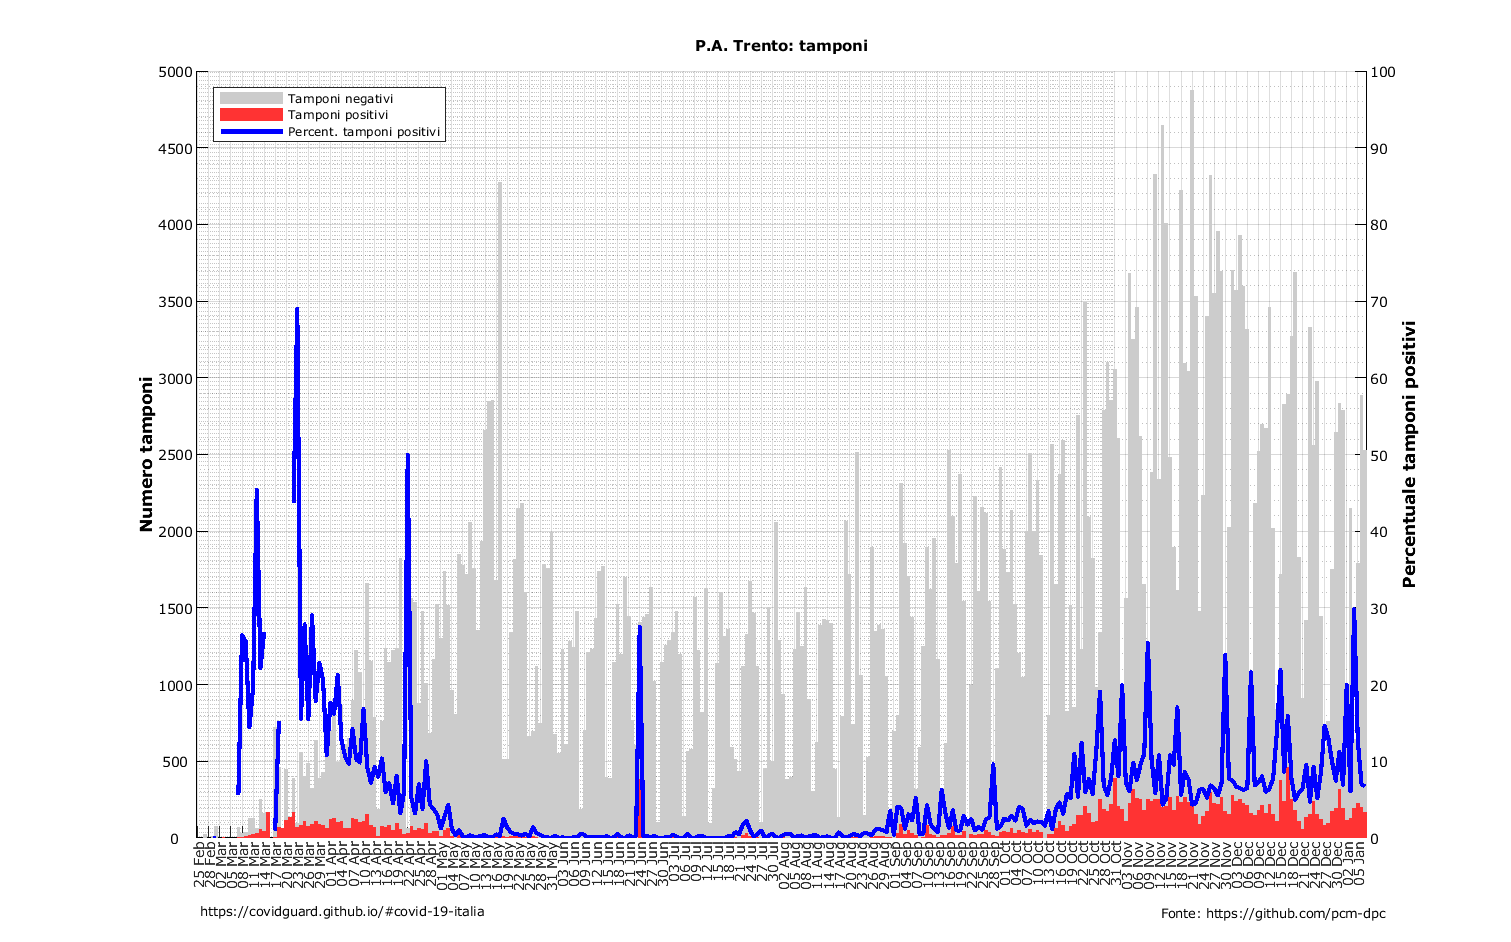 P.A. Trento: tamponi
Tamponi negativi
Tamponi positivi
Percent. tamponi positivi
Numero tamponi
5000
4500
4000
3500
3000
2500
2000
1500
1000
500
0
100
90
80
70
60
50
40
30
20
10
0
Percentuale tamponi positivi
25 Feb
28 Feb
02 Mar
05 Mar
08 Mar
11 Mar
14 Mar
17 Mar
20 Mar
23 Mar
26 Mar
29 Mar
01 Apr
04 Apr
07 Apr
10 Apr
13 Apr
16 Apr
19 Apr
22 Apr
25 Apr
28 Apr
01 May
04 May
07 May
10 May
13 May
16 May
19 May
22 May
25 May
28 May
31 May
03 Jun
06 Jun
09 Jun
12 Jun
15 Jun
18 Jun
21 Jun
24 Jun
27 Jun
30 Jun
03 Jul
06 Jul
09 Jul
12 Jul
15 Jul
18 Jul
21 Jul
24 Jul
27 Jul
30 Jul
02 Aug
05 Aug
08 Aug
11 Aug
14 Aug
17 Aug
20 Aug
23 Aug
26 Aug
29 Aug
01 Sep
04 Sep
07 Sep
10 Sep
13 Sep
16 Sep
19 Sep
22 Sep
25 Sep
28 Sep
01 Oct
04 Oct
07 Oct
10 Oct
13 Oct
16 Oct
19 Oct
22 Oct
25 Oct
28 Oct
31 Oct
03 Nov
06 Nov
09 Nov
12 Nov
15 Nov
18 Nov
21 Nov
24 Nov
27 Nov
30 Nov
03 Dec
06 Dec
09 Dec
12 Dec
15 Dec
18 Dec
21 Dec
24 Dec
27 Dec
30 Dec
02 Jan
05 Jan
https://covidguard.github.io/#covid-19-italia
Fonte: https://github.com/pcm-dpc